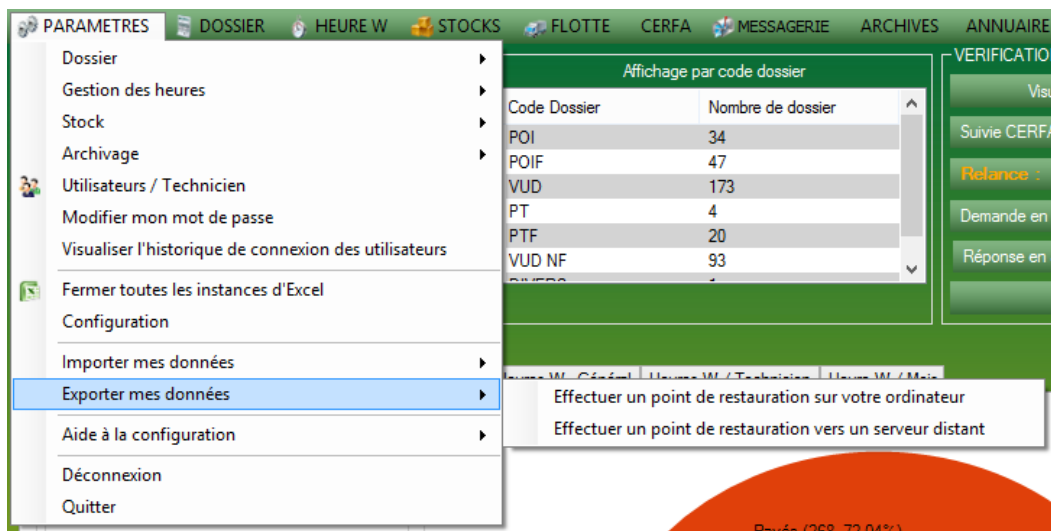 PARAMETRES DOSSIER HEURE W STOCKS FLOTTE CERFA MESSAGERIE ARCHIVES ANNUAIRE
Dossier
Gestion des heures
Stock
Archivage
Utilisateurs / Technicien
Modifier mon mot de passe
Visualiser l'historique de connexion des utilisateurs
Fermer toutes les instances d'Excel
Configuration
Importer mes données
Exporter mes données
Aide à la configuration
Déconnexion
Quitter
Effectuer un point de restauration sur votre ordinateur
Effectuer un point de restauration vers un serveur distant
Affichage par code dossier
Code Dossier Nombre de dossier
POI 34
POIF 47
VUD 173
PT 4
PTF 20
VUD NF 93
VERIFICATIO
Visu
Suivie CERFA
Relance :
Demande en
Réponse en